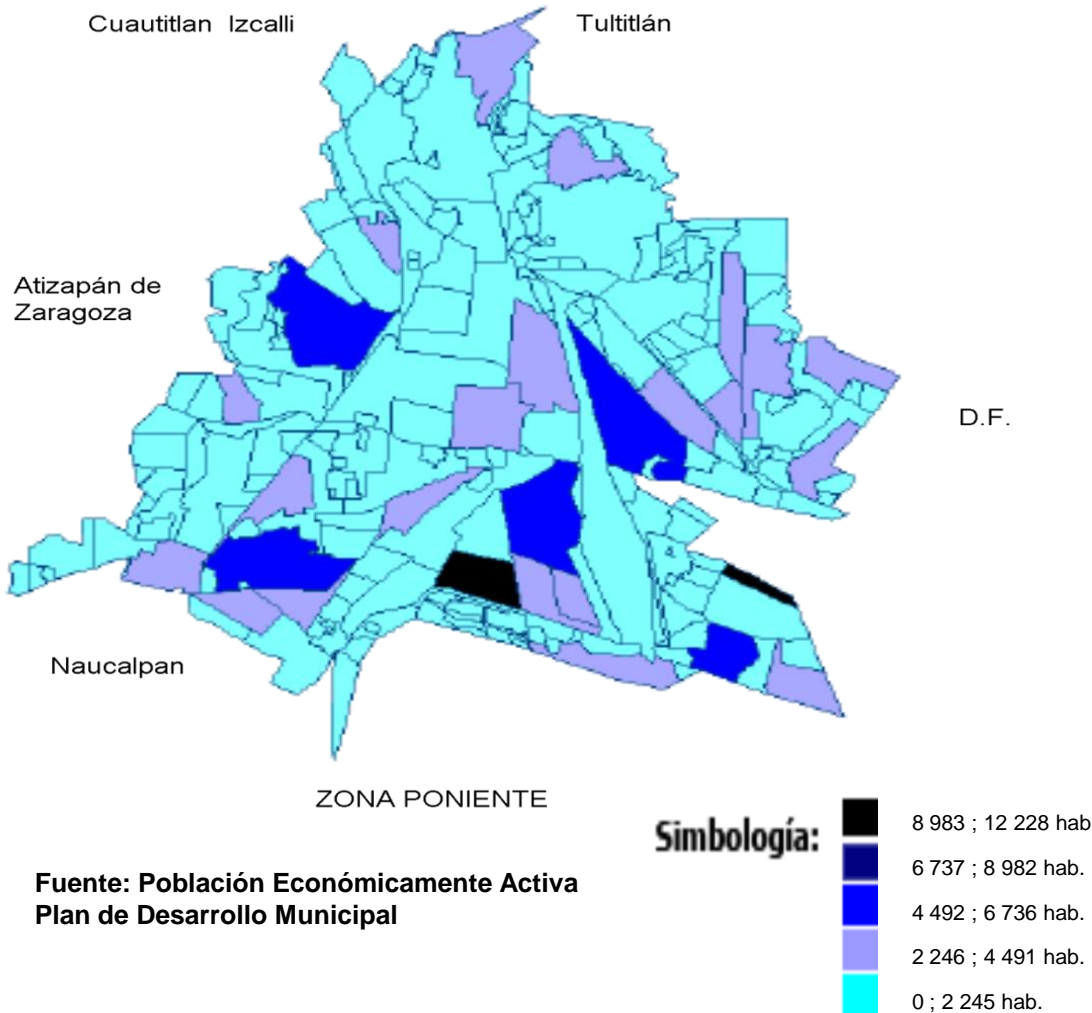 Cuautitlan Izcalli
Tultitlán
Atizapán de
Zaragoza
D.F.
Naucalpan
ZONA PONIENTE
Simbología:
8 983 ; 12 228 hab
6 737 ; 8 982 hab.
4 492 ; 6 736 hab.
2 246 ; 4 491 hab.
0 ; 2 245 hab.
Fuente: Población Económicamente Activa
Plan de Desarrollo Municipal